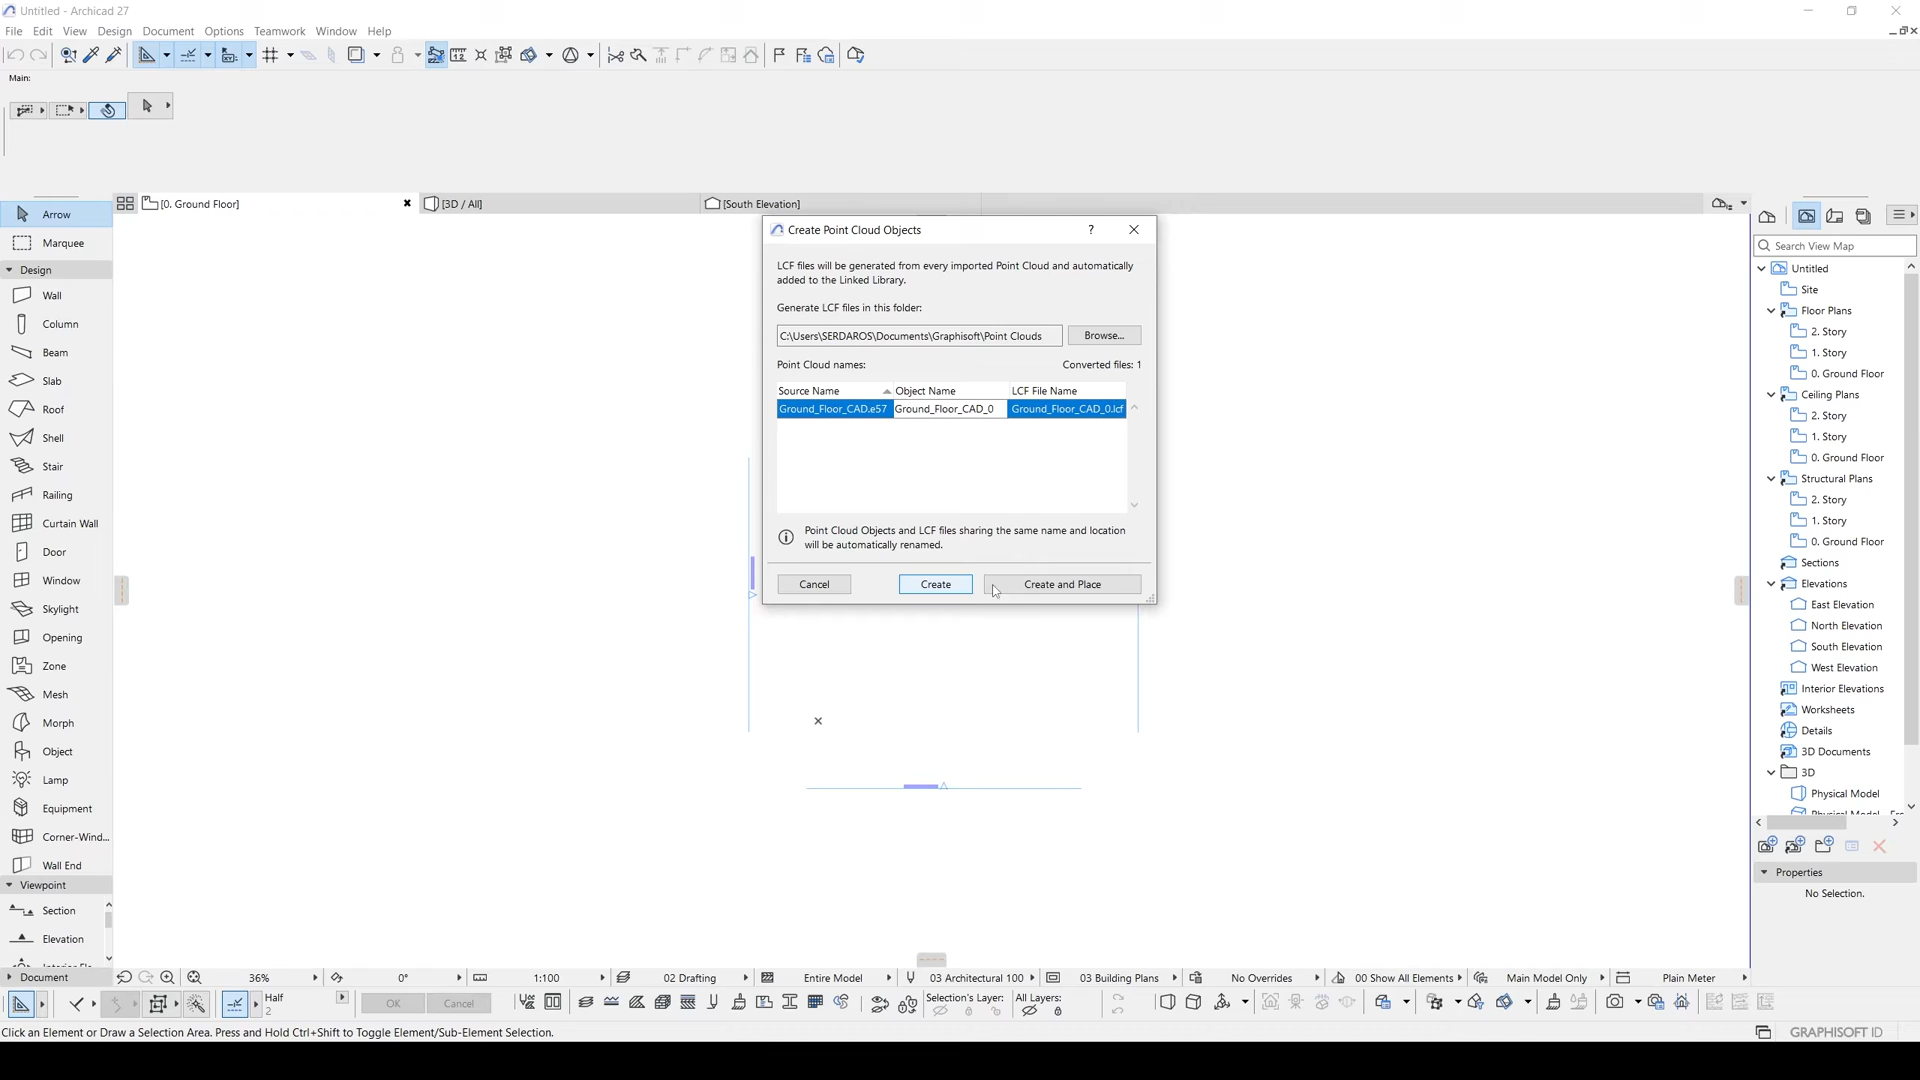 Untitled - Archicad 27
File Edit View Design Document Options Teamwork Window Help
Main:
[0. Ground Floor]
[3D / All]
[South Elevation]
Arrow
Marquee
Design
Wall
Column
Beam
Slab
Roof
Shell
Stair
Railing
Curtain Wall
Door
Window
Skylight
Opening
Zone
Mesh
Morph
Object
Lamp
Equipment
Corner-Wind...
Wall End
Viewpoint
Section
Elevation
Document
Create Point Cloud Objects
?
LCF files will be generated from every imported Point Cloud and automatically
added to the Linked Library.
Generate LCF files in this folder:
C:\Users\SERDAROS\Documents\Graphisoft\Point Clouds
Browse...
Point Cloud names:
Converted files: 1
Source Name Object Name LCF File Name
Ground_Floor_CAD.e57 Ground_Floor_CAD_0 Ground_Floor_CAD_0.lcf
Point Cloud Objects and LCF files sharing the same name and location
will be automatically renamed.
Cancel
Create
Create and Place
Search View Map
Untitled
Site
Floor Plans
2. Story
1. Story
0. Ground Floor
Ceiling Plans
2. Story
1. Story
0. Ground Floor
Structural Plans
2. Story
1. Story
0. Ground Floor
Sections
Elevations
East Elevation
North Elevation
South Elevation
West Elevation
Interior Elevations
Worksheets
Details
3D Documents
3D
Physical Model
Properties
No Selection.
36%
0°
1:100
02 Drafting
Entire Model
03 Architectural 100
03 Building Plans
No Overrides
00 Show All Elements
Main Model Only
Plain Meter
Half
2
OK
Cancel
Selection's Layer:
All Layers:
Click an Element or Draw a Selection Area. Press and Hold Ctrl+Shift to Toggle Element/Sub-Element Selection.
GRAPHISOFT ID